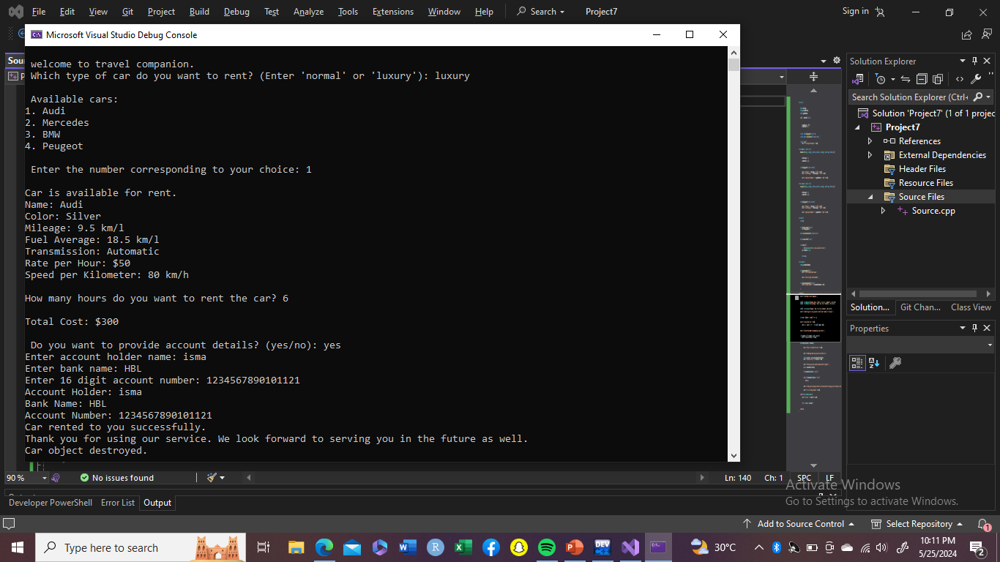 File Edit View Git Project Build Debug Test Analyze Tools Extensions Window Help Search Project7 Sign in
Microsoft Visual Studio Debug Console
welcome to travel companion.
Which type of car do you want to rent? (Enter 'normal' or 'luxury'): luxury
Available cars:
1. Audi
2. Mercedes
3. BMW
4. Peugeot
Enter the number corresponding to your choice: 1
Car is available for rent.
Name: Audi
Color: Silver
Mileage: 9.5 km/l
Fuel Average: 18.5 km/l
Transmission: Automatic
Rate per Hour: $50
Speed per Kilometer: 80 km/h
How many hours do you want to rent the car? 6
Total Cost: $300
Do you want to provide account details? (yes/no): yes
Enter account holder name: isma
Enter bank name: HBL
Enter 16 digit account number: 1234567890101121
Account Holder: isma
Bank Name: HBL
Account Number: 1234567890101121
Car rented to you successfully.
Thank you for using our service. We look forward to serving you in the future as well.
Car object destroyed.
Solution Explorer
Search Solution Explorer (Ctrl+
Solution 'Project7' (1 of 1 projec
Project7
References
External Dependencies
Header Files
Resource Files
Source Files
Source.cpp
Solution... Git Chan... Class View
Properties
90 % No issues found Ln: 140 Ch: 1 SPC LF
Developer PowerShell Error List Output
Activate Windows
Go to Settings to activate Windows.
Add to Source Control Select Repository 1
Type here to search
30°C
10:11 PM
5/25/2024
2